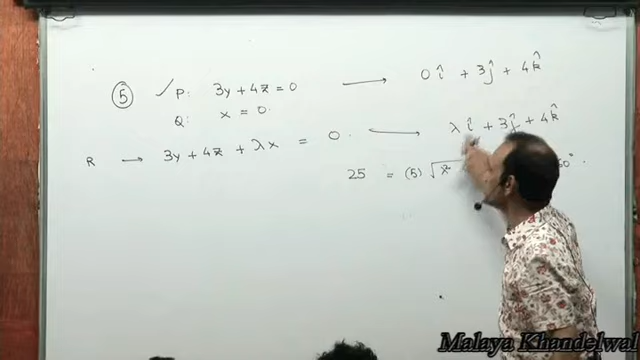 ⑤ ✓ P: 3y + 4z = 0 ⟶ 0î + 3ĵ + 4k̂
Q: x = 0
R → 3y + 4z + λx = 0 ⟶ λî + 3ĵ + 4k̂
25 = (5) √ 60°
Malaya Khandelwal